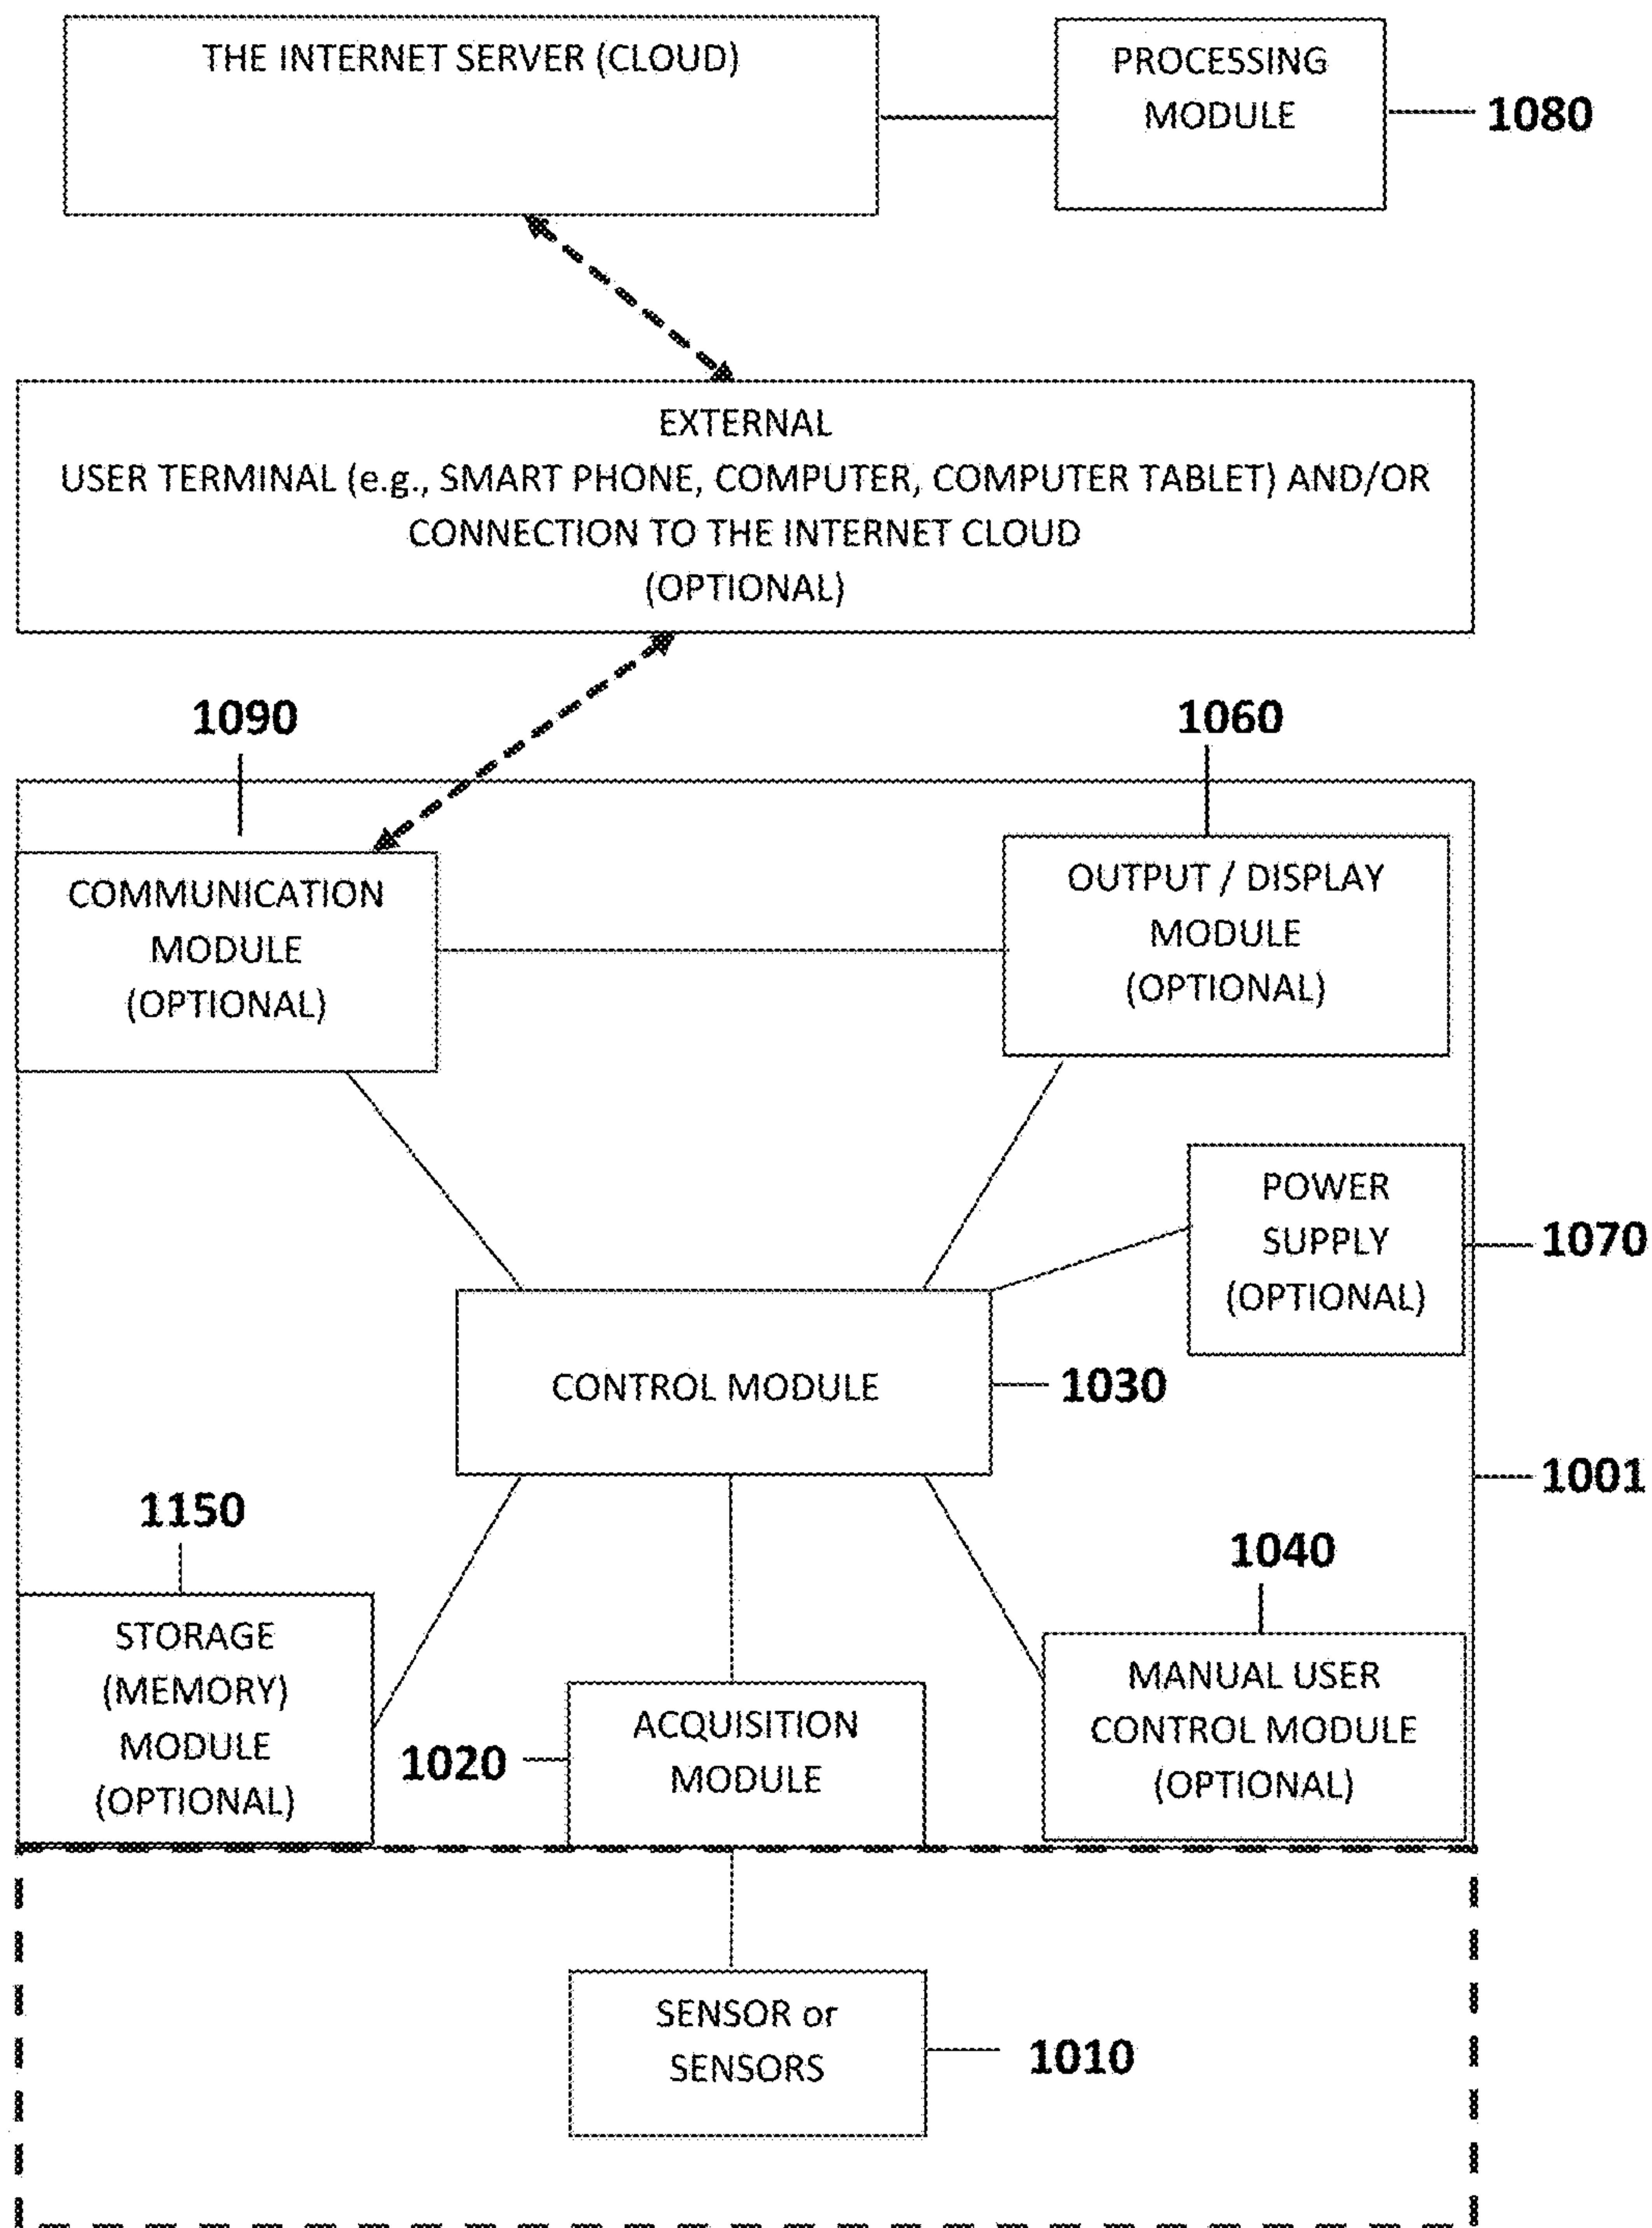 THE INTERNET SERVER (CLOUD)
PROCESSING
MODULE
1080
EXTERNAL
USER TERMINAL (e.g., SMART PHONE, COMPUTER, COMPUTER TABLET) AND/OR
CONNECTION TO THE INTERNET CLOUD
(OPTIONAL)
1090
1060
COMMUNICATION
MODULE
(OPTIONAL)
OUTPUT / DISPLAY
MODULE
(OPTIONAL)
POWER
SUPPLY
(OPTIONAL)
1070
CONTROL MODULE
1030
1001
1150
1040
STORAGE
(MEMORY)
MODULE
(OPTIONAL)
1020
ACQUISITION
MODULE
MANUAL USER
CONTROL MODULE
(OPTIONAL)
SENSOR or
SENSORS
1010